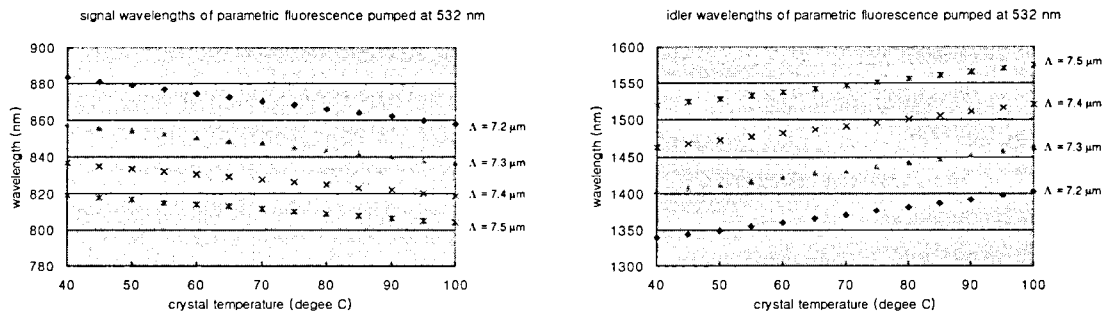 signal wavelengths of parametric fluorescence pumped at 532 nm
900
880
860
840
820
800
780
wavelength (nm)
Λ = 7.2 μm
Λ = 7.3 μm
Λ = 7.4 μm
Λ = 7.5 μm
40 50 60 70 80 90 100
crystal temperature (degee C)
idler wavelengths of parametric fluorescence pumped at 532 nm
1600
1550
1500
1450
1400
1350
1300
wavelength (nm)
Λ = 7.5 μm
Λ = 7.4 μm
Λ = 7.3 μm
Λ = 7.2 μm
40 50 60 70 80 90 100
crystal temperature (degee C)